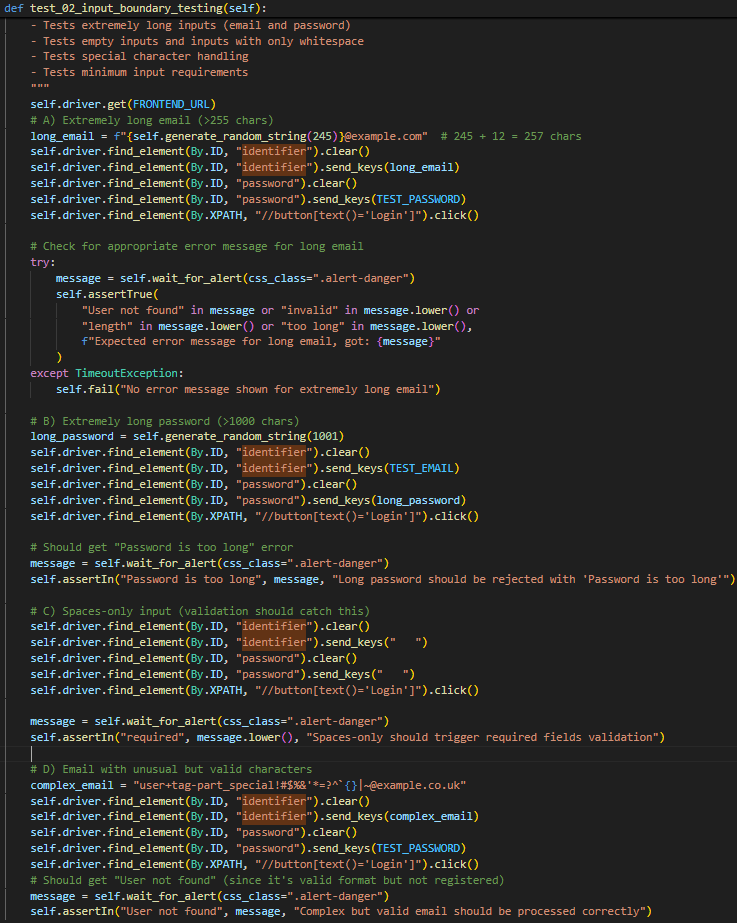 def test_02_input_boundary_testing(self):
- Tests extremely long inputs (email and password)
- Tests empty inputs and inputs with only whitespace
- Tests special character handling
- Tests minimum input requirements
"""
self.driver.get(FRONTEND_URL)
# A) Extremely long email (>255 chars)
long_email = f"{self.generate_random_string(245)}@example.com"  # 245 + 12 = 257 chars
self.driver.find_element(By.ID, "identifier").clear()
self.driver.find_element(By.ID, "identifier").send_keys(long_email)
self.driver.find_element(By.ID, "password").clear()
self.driver.find_element(By.ID, "password").send_keys(TEST_PASSWORD)
self.driver.find_element(By.XPATH, "//button[text()='Login']").click()
# Check for appropriate error message for long email
try:
message = self.wait_for_alert(css_class=".alert-danger")
self.assertTrue(
"User not found" in message or "invalid" in message.lower() or
"length" in message.lower() or "too long" in message.lower(),
f"Expected error message for long email, got: {message}"
)
except TimeoutException:
self.fail("No error message shown for extremely long email")
# B) Extremely long password (>1000 chars)
long_password = self.generate_random_string(1001)
self.driver.find_element(By.ID, "identifier").clear()
self.driver.find_element(By.ID, "identifier").send_keys(TEST_EMAIL)
self.driver.find_element(By.ID, "password").clear()
self.driver.find_element(By.ID, "password").send_keys(long_password)
self.driver.find_element(By.XPATH, "//button[text()='Login']").click()
# Should get "Password is too long" error
message = self.wait_for_alert(css_class=".alert-danger")
self.assertIn("Password is too long", message, "Long password should be rejected with 'Password is too long'")
# C) Spaces-only input (validation should catch this)
self.driver.find_element(By.ID, "identifier").clear()
self.driver.find_element(By.ID, "identifier").send_keys("   ")
self.driver.find_element(By.ID, "password").clear()
self.driver.find_element(By.ID, "password").send_keys("   ")
self.driver.find_element(By.XPATH, "//button[text()='Login']").click()
message = self.wait_for_alert(css_class=".alert-danger")
self.assertIn("required", message.lower(), "Spaces-only should trigger required fields validation")
# D) Email with unusual but valid characters
complex_email = "user+tag-part_special!#$%&'*=?^`{}|~@example.co.uk"
self.driver.find_element(By.ID, "identifier").clear()
self.driver.find_element(By.ID, "identifier").send_keys(complex_email)
self.driver.find_element(By.ID, "password").clear()
self.driver.find_element(By.ID, "password").send_keys(TEST_PASSWORD)
self.driver.find_element(By.XPATH, "//button[text()='Login']").click()
# Should get "User not found" (since it's valid format but not registered)
message = self.wait_for_alert(css_class=".alert-danger")
self.assertIn("User not found", message, "Complex but valid email should be processed correctly")